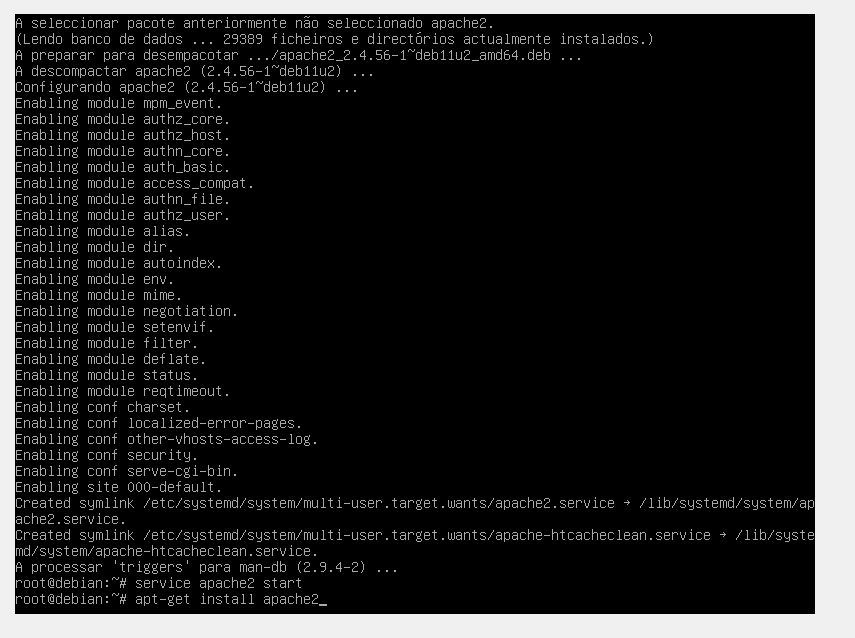 A seleccionar pacote anteriormente não seleccionado apache2.
(Lendo banco de dados ... 29389 ficheiros e directórios actualmente instalados.)
A preparar para desempacotar .../apache2_2.4.56-1~deb11u2_amd64.deb ...
A descompactar apache2 (2.4.56-1~deb11u2) ...
Configurando apache2 (2.4.56-1~deb11u2) ...
Enabling module mpm_event.
Enabling module authz_core.
Enabling module authz_host.
Enabling module authn_core.
Enabling module auth_basic.
Enabling module access_compat.
Enabling module authn_file.
Enabling module authz_user.
Enabling module alias.
Enabling module dir.
Enabling module autoindex.
Enabling module env.
Enabling module mime.
Enabling module negotiation.
Enabling module setenvif.
Enabling module filter.
Enabling module deflate.
Enabling module status.
Enabling module reqtimeout.
Enabling conf charset.
Enabling conf localized-error-pages.
Enabling conf other-vhosts-access-log.
Enabling conf security.
Enabling conf serve-cgi-bin.
Enabling site 000-default.
Created symlink /etc/systemd/system/multi-user.target.wants/apache2.service → /lib/systemd/system/ap
ache2.service.
Created symlink /etc/systemd/system/multi-user.target.wants/apache-htcacheclean.service → /lib/syste
md/system/apache-htcacheclean.service.
A processar 'triggers' para man-db (2.9.4-2) ...
root@debian:~# service apache2 start
root@debian:~# apt-get install apache2_